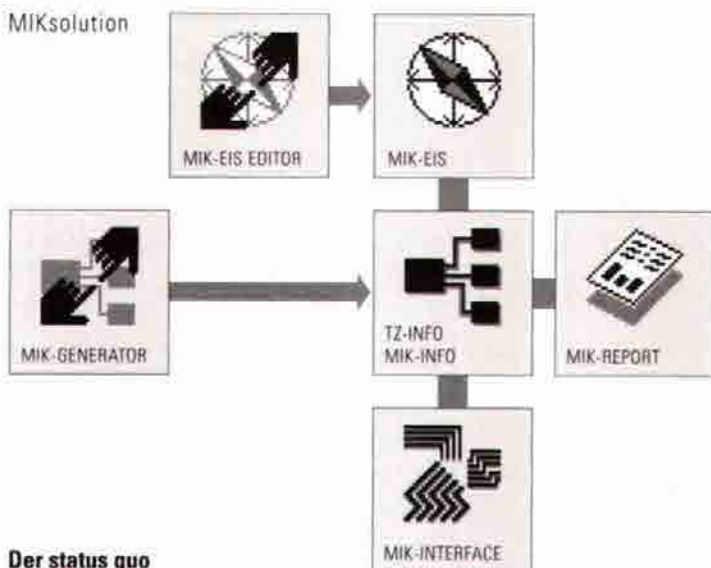 MIKsolution
MIK-EIS EDITOR
MIK-EIS
MIK-GENERATOR
TZ-INFO
MIK-INFO
MIK-REPORT
MIK-INTERFACE
Der status quo